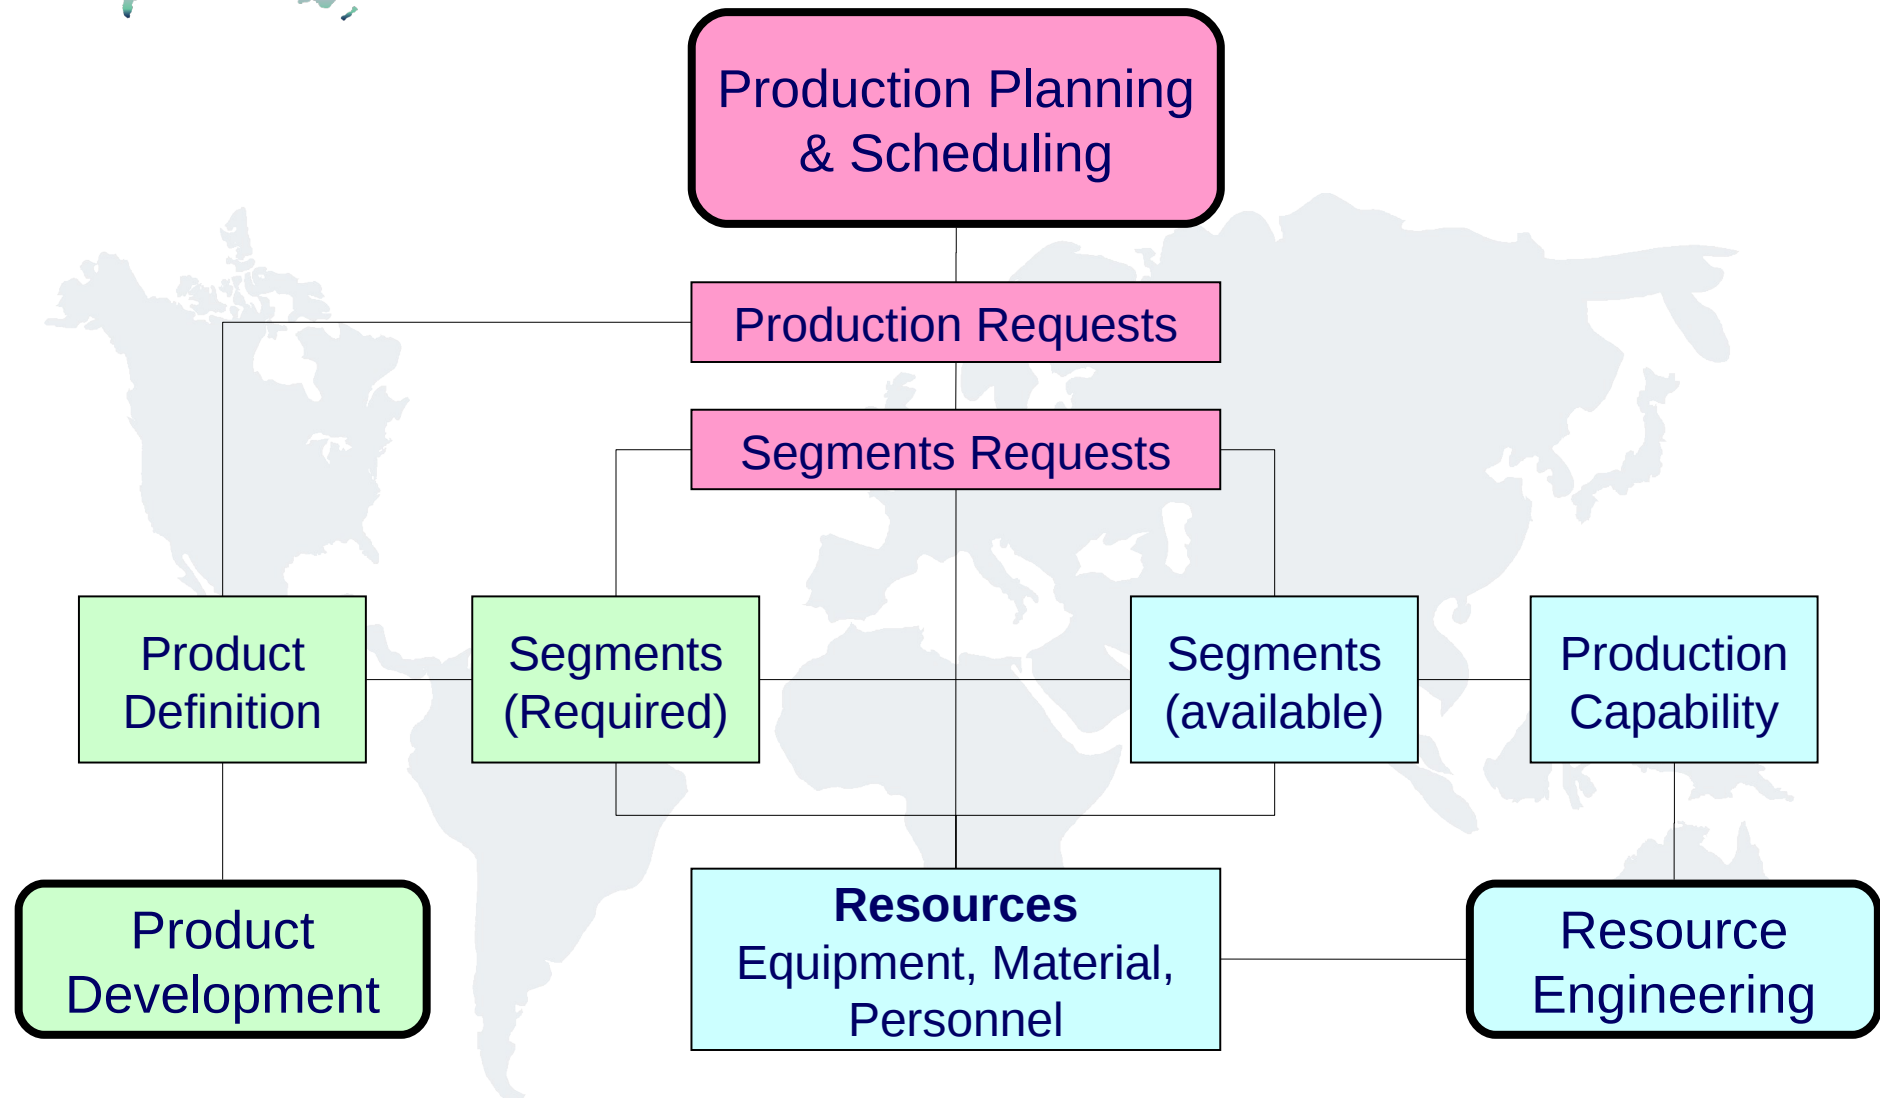 Production Planning
& Scheduling
Production Requests
Segments Requests
Product
Definition
Segments
(Required)
Segments
(available)
Production
Capability
Product
Development
Resources
Equipment, Material,
Personnel
Resource
Engineering